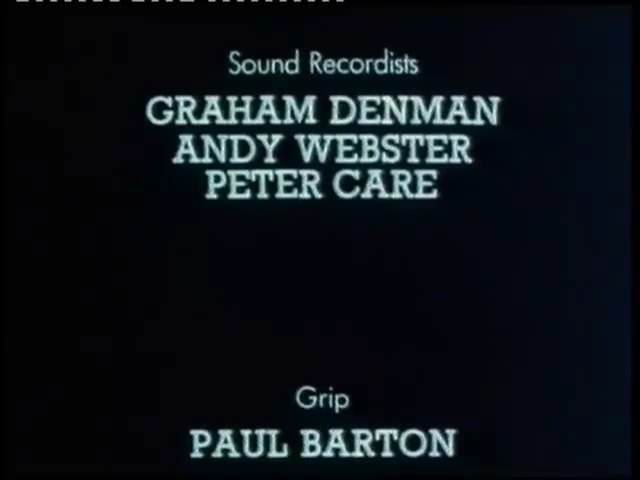 Sound Recordists
GRAHAM DENMAN
ANDY WEBSTER
PETER CARE
Grip
PAUL BARTON